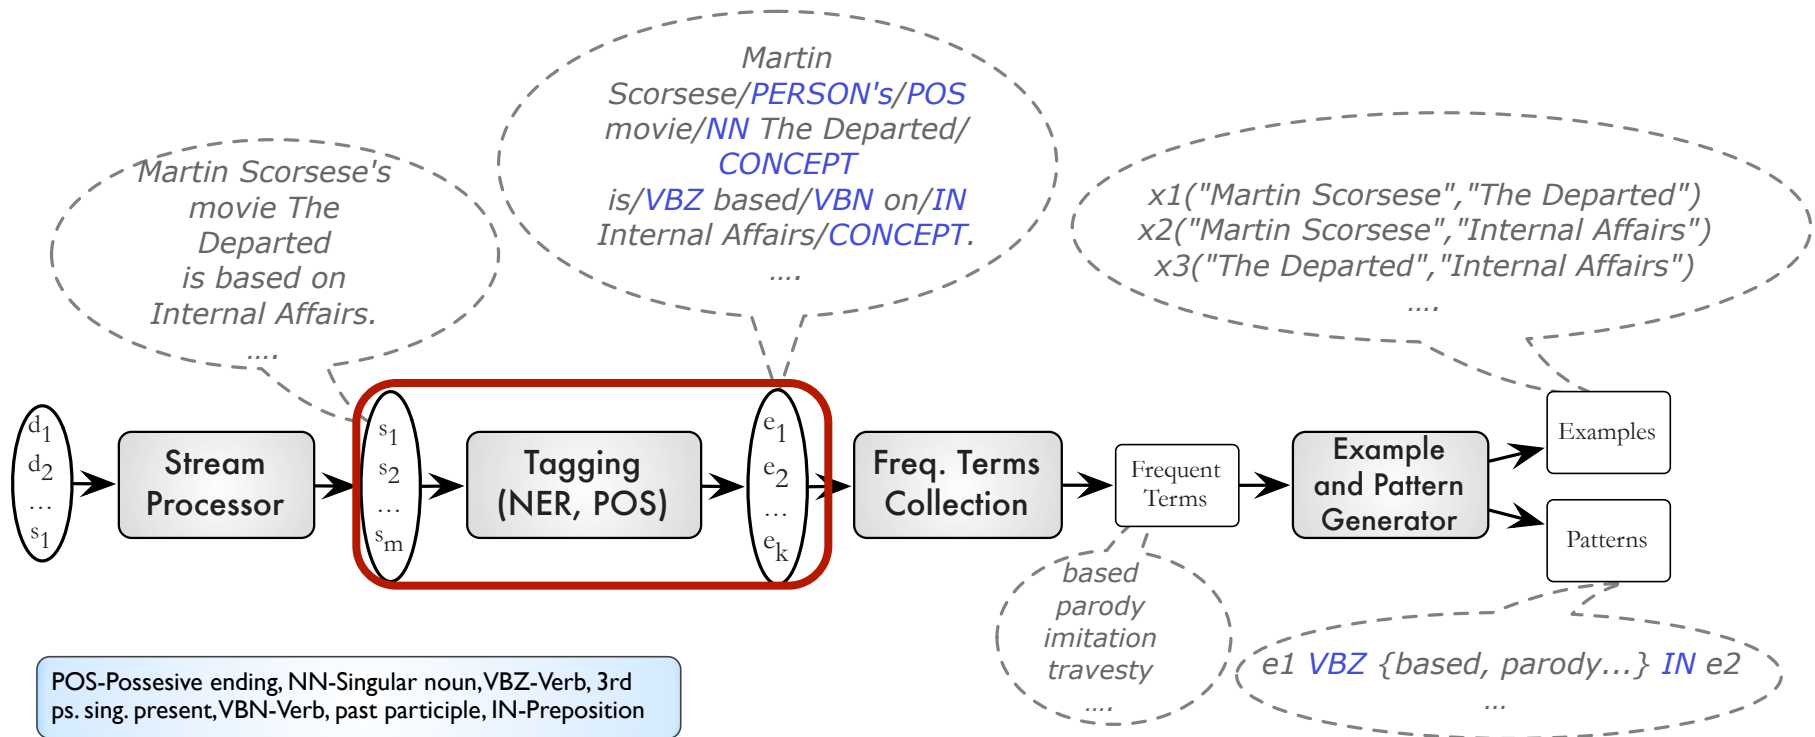 Martin Scorsese's
movie The
Departed
is based on
Internal Affairs.
....
Martin
Scorsese/PERSON's/POS
movie/NN The Departed/
CONCEPT
is/VBZ based/VBN on/IN
Internal Affairs/CONCEPT.
....
x1("Martin Scorsese","The Departed")
x2("Martin Scorsese","Internal Affairs")
x3("The Departed","Internal Affairs")
....
d1
d2
...
s1
Stream
Processor
s1
s2
...
sm
Tagging
(NER, POS)
e1
e2
...
ek
Freq. Terms
Collection
Frequent
Terms
Example
and Pattern
Generator
Examples
Patterns
based
parody
imitation
travesty
....
e1 VBZ {based, parody...} IN e2
...
POS-Possesive ending, NN-Singular noun, VBZ-Verb, 3rd
ps. sing. present, VBN-Verb, past participle, IN-Preposition